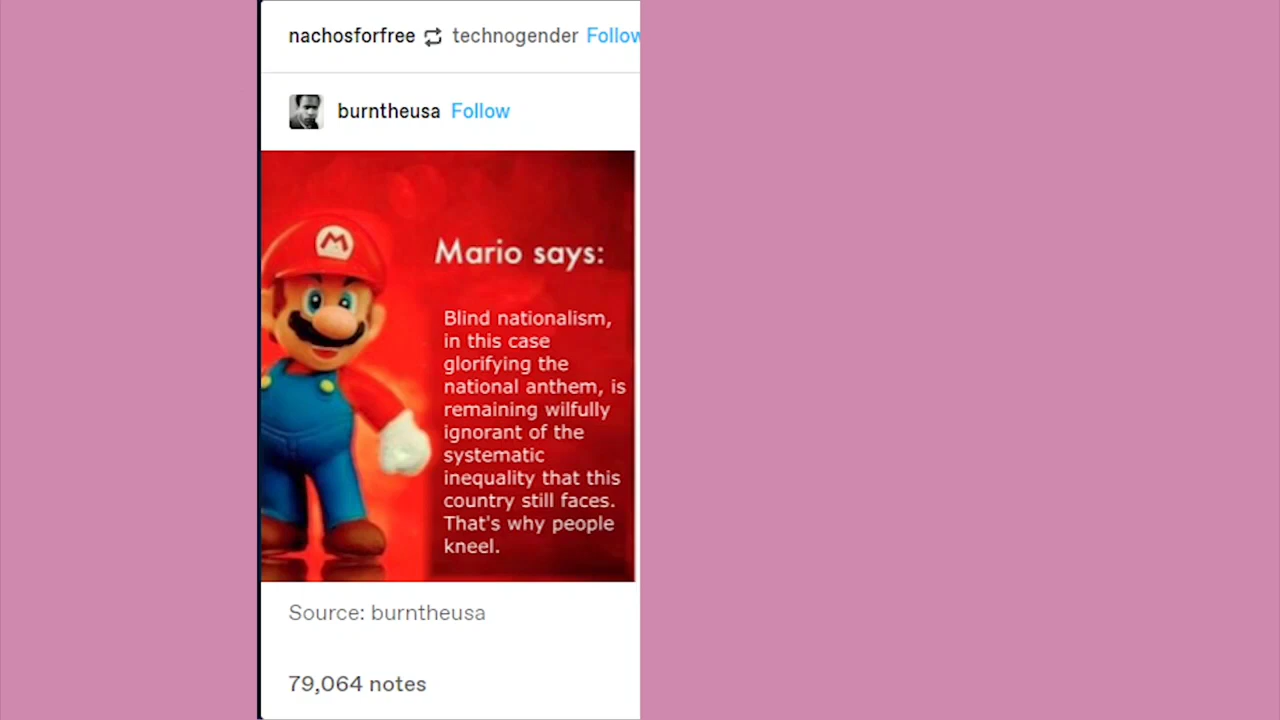 nachosforfree technogender Follow
burntheusa Follow
Mario says:
Blind nationalism,
in this case
glorifying the
national anthem, is
remaining wilfully
ignorant of the
systematic
inequality that this
country still faces.
That's why people
kneel.
Source: burntheusa
79,064 notes